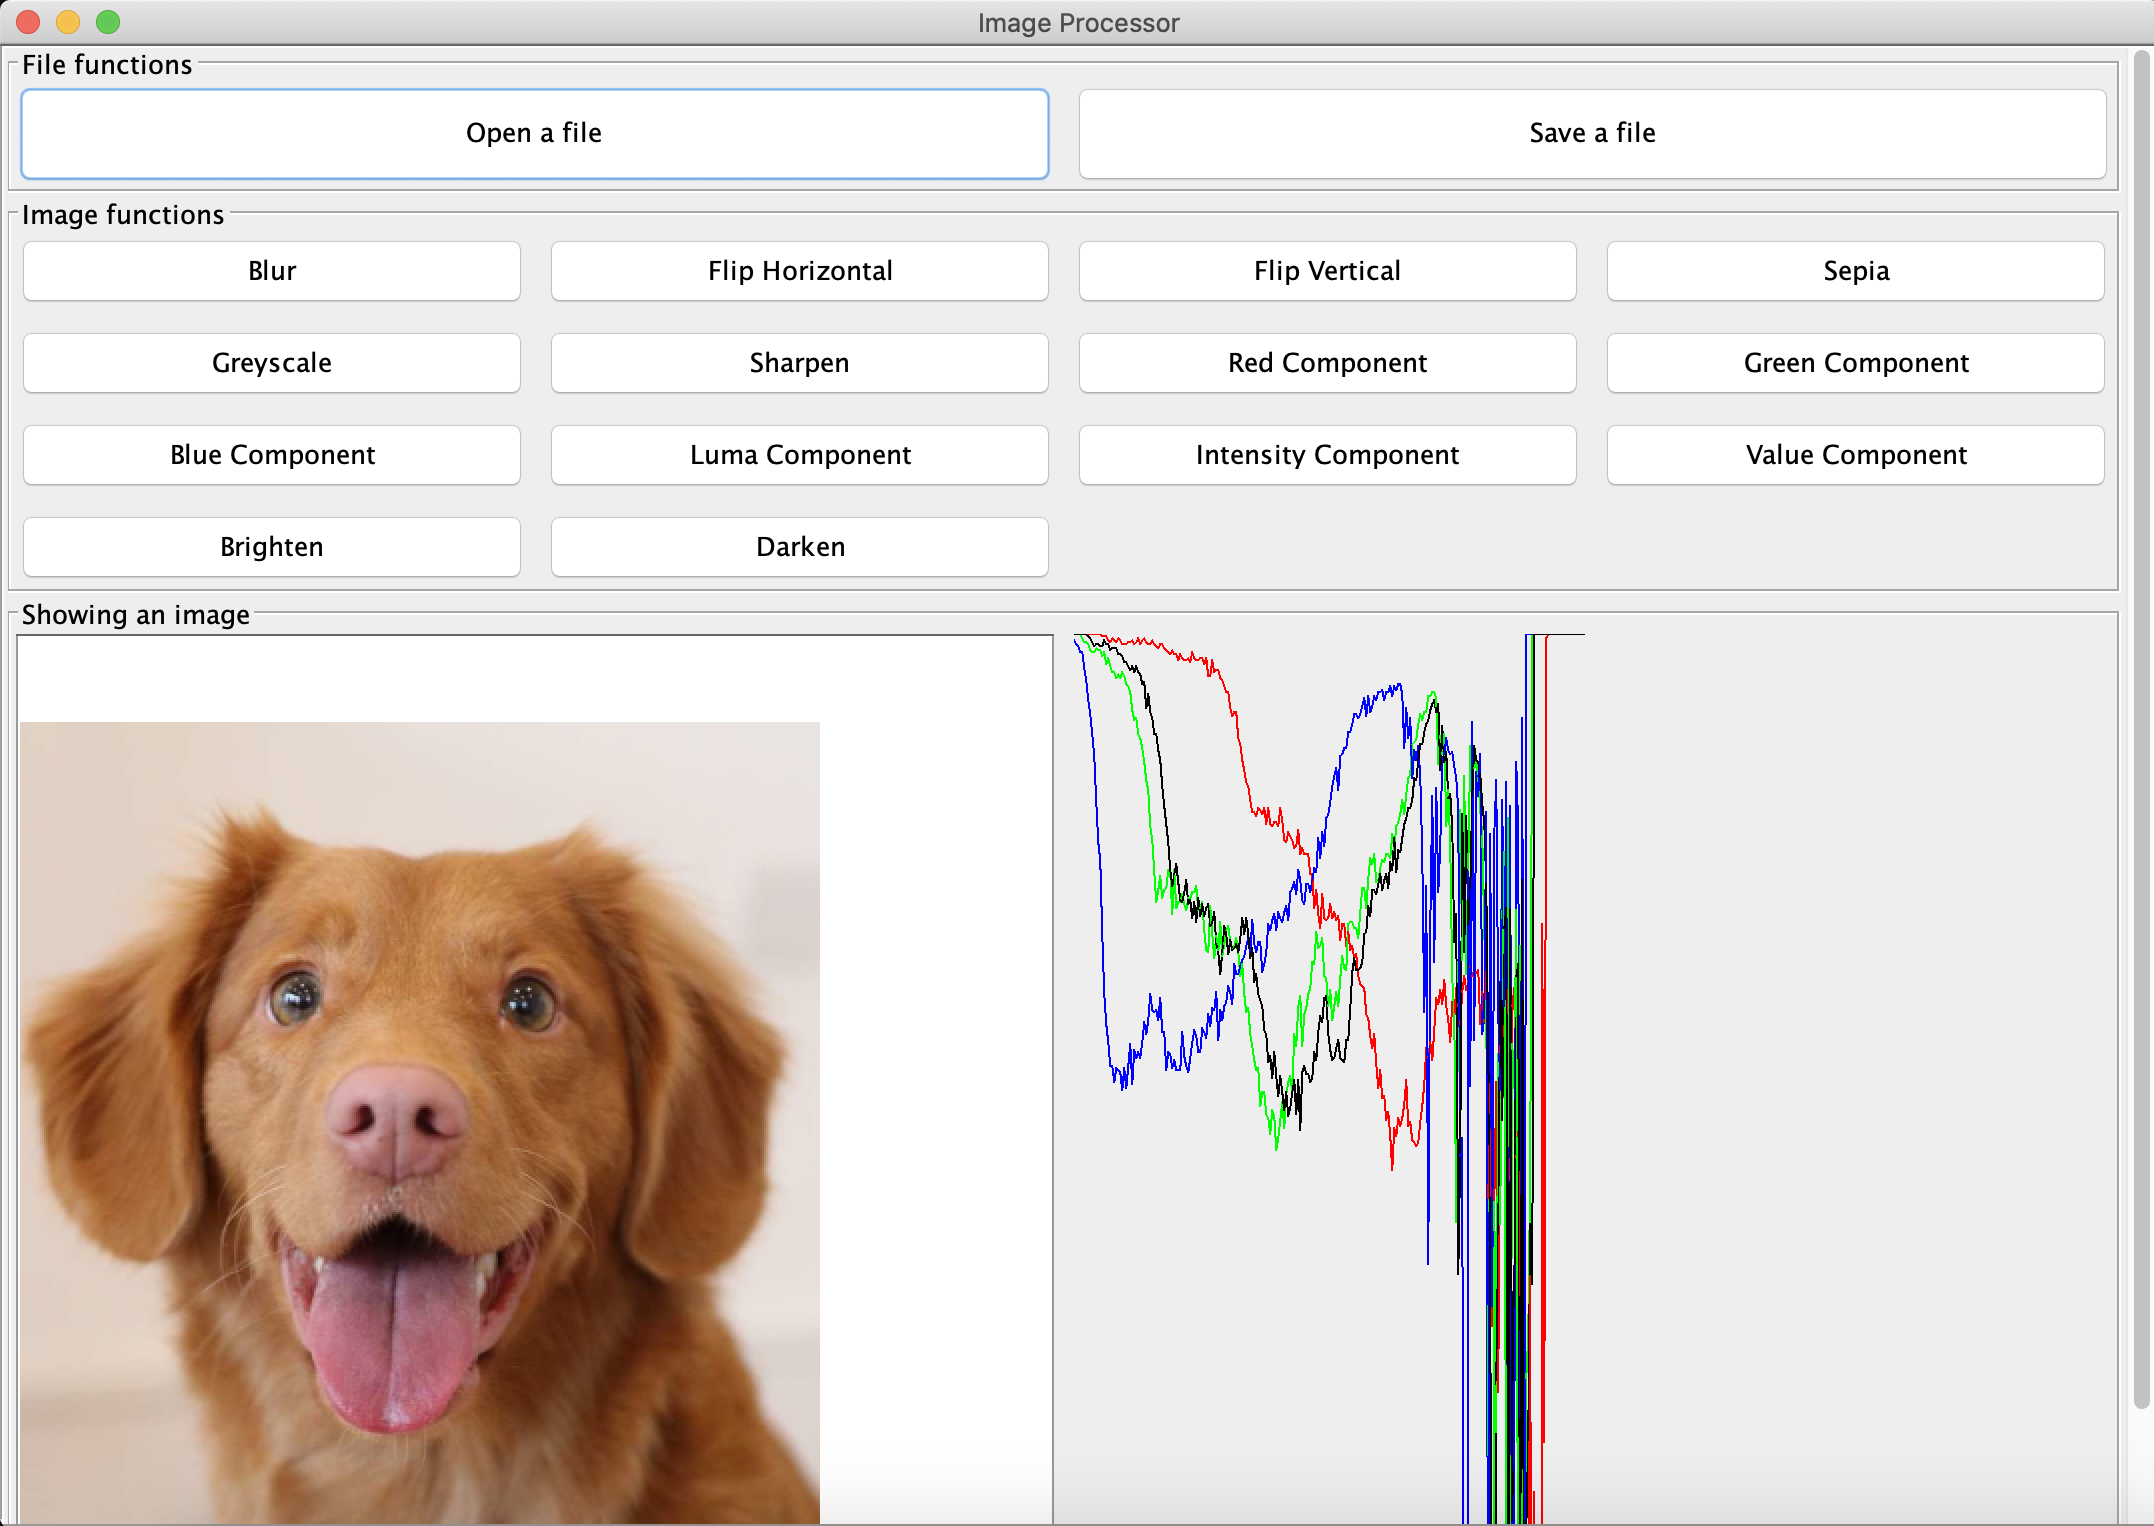 Image Processor
File functions
Open a file
Save a file
Image functions
Blur
Flip Horizontal
Flip Vertical
Sepia
Greyscale
Sharpen
Red Component
Green Component
Blue Component
Luma Component
Intensity Component
Value Component
Brighten
Darken
Showing an image